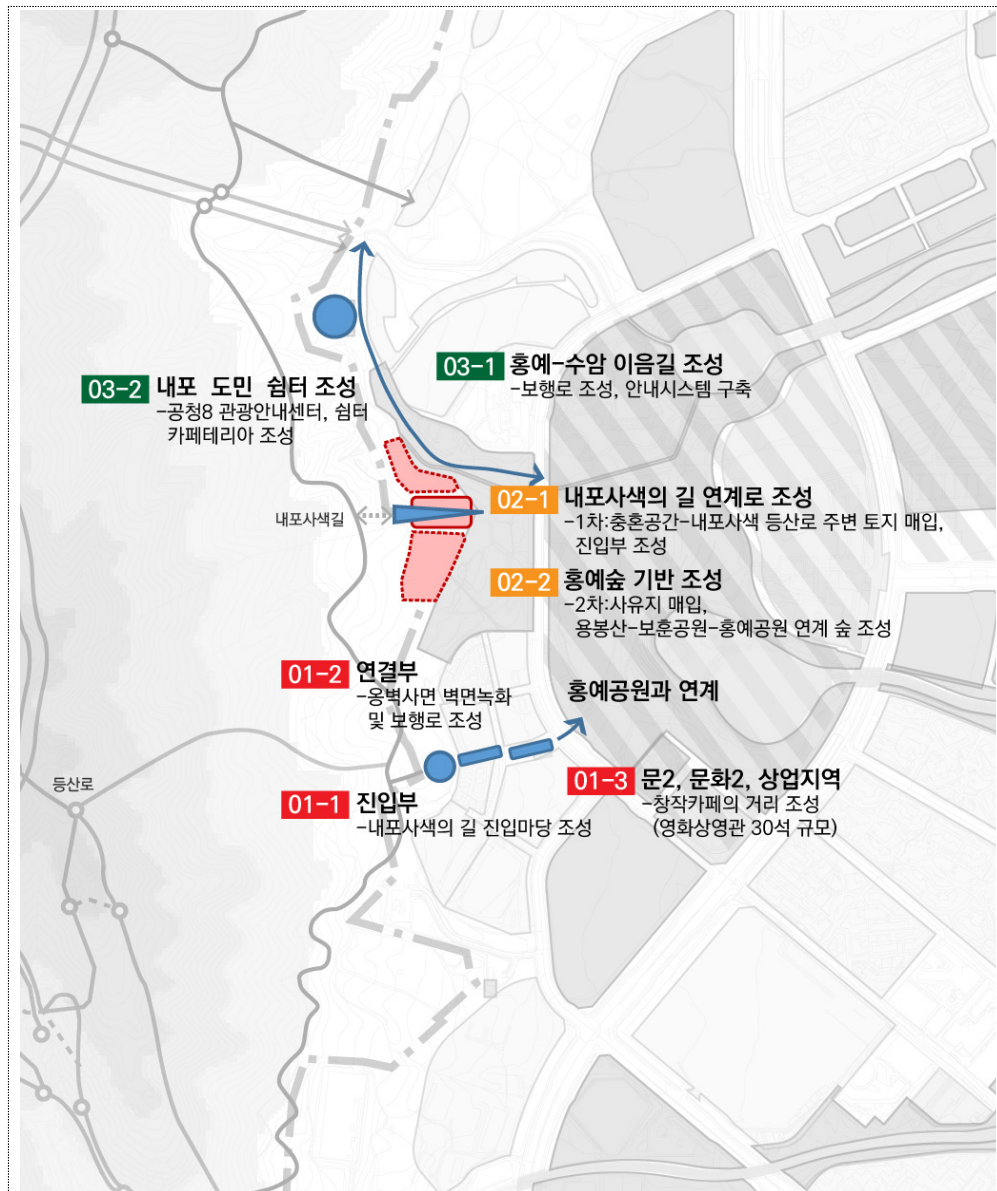 03-1 홍예-수암 이음길 조성
-보행로 조성, 안내시스템 구축
03-2 내포 도민 쉼터 조성
-공청8 관광안내센터, 쉼터
카페테리아 조성
내포사색길
02-1 내포사색의 길 연계로 조성
-1차:중혼공간-내포사색 등산로 주변 토지 매입,
진입부 조성
02-2 홍예숲 기반 조성
-2차:사유지 매입,
용봉산-보훈공원-홍예공원 연계 숲 조성
01-2 연결부
-옹벽사면 벽면녹화
및 보행로 조성
홍예공원과 연계
등산로
01-1 진입부
-내포사색의 길 진입마당 조성
01-3 문2, 문화2, 상업지역
-창작카페의 거리 조성
(영화상영관 30석 규모)